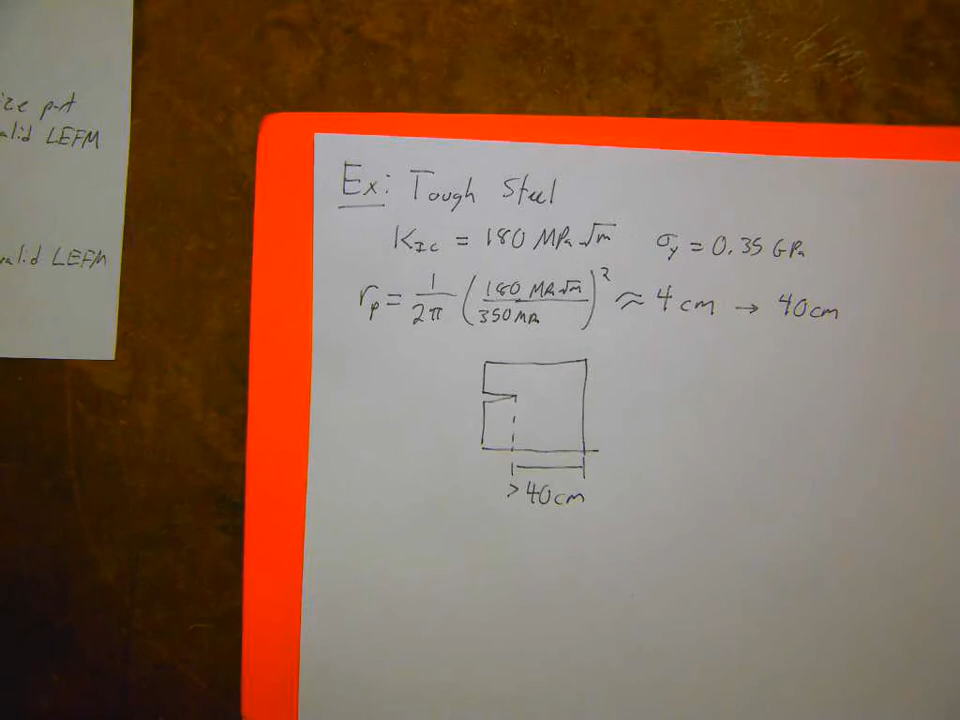 ize part
alid LEFM
valid LEFM
Ex: Tough Steel
K_Ic = 180 MPa √m σ_y = 0.35 GPa
r_p = 1/2π (180 MPa √m / 350 MPa)² ≈ 4 cm → 40cm
> 40cm